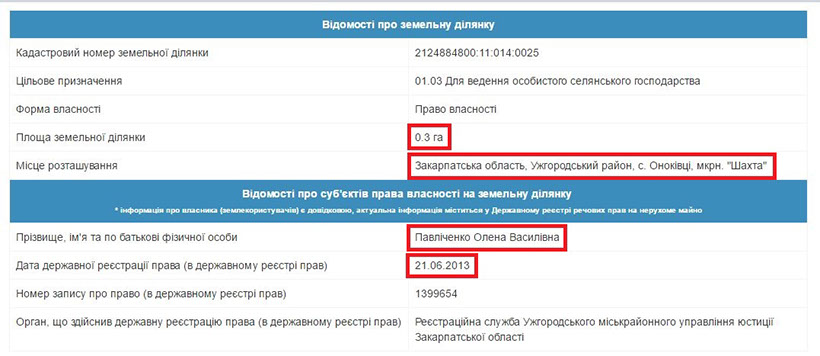 Відомості про земельну ділянку
Кадастровий номер земельної ділянки 2124884800:11:014:0025
Цільове призначення 01.03 Для ведення особистого селянського господарства
Форма власності Право власності
Площа земельної ділянки 0.3 га
Місце розташування Закарпатська область, Ужгородський район, с. Оноківці, мкрн. "Шахта"
Відомості про суб'єктів права власності на земельну ділянку
* інформація про власника (землекористувачів) є довідковою, актуальна інформація міститься у Державному реєстрі речових прав на нерухоме майно
Прізвище, ім'я та по батькові фізичної особи Павліченко Олена Василівна
Дата державної реєстрації права (в державному реєстрі прав) 21.06.2013
Номер запису про право (в державному реєстрі прав) 1399654
Орган, що здійснив державну реєстрацію права (в державному реєстрі прав) Реєстраційна служба Ужгородського міськрайонного управління юстиції
Закарпатської області